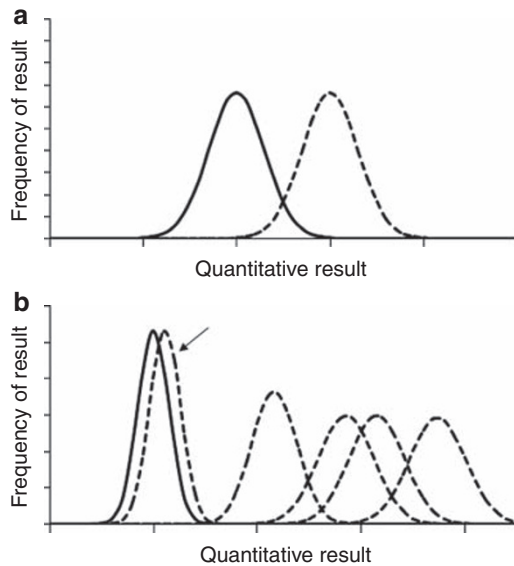 a
Frequency of result
Quantitative result
b
Frequency of result
Quantitative result